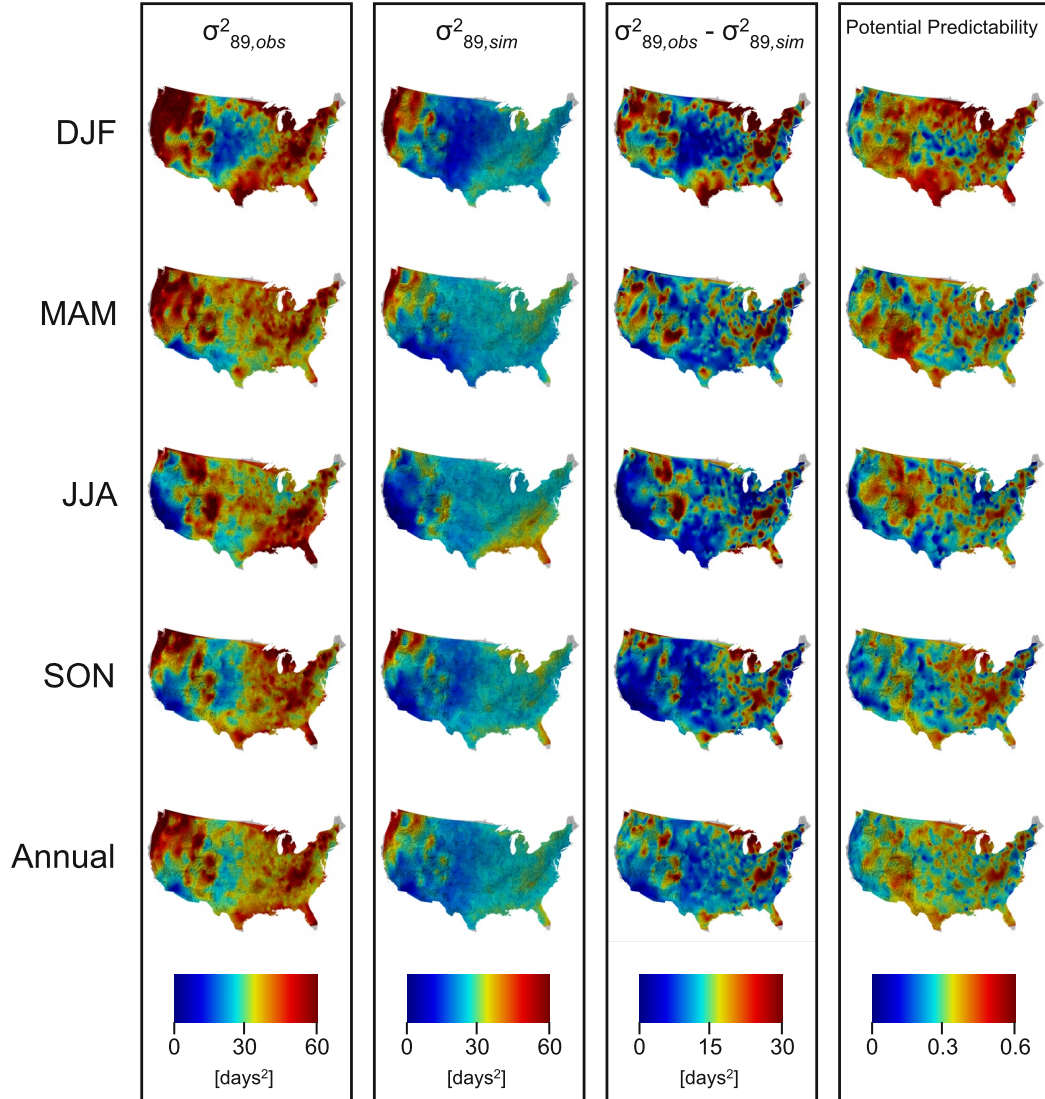 σ²89,obs
σ²89,sim
σ²89,obs - σ²89,sim
Potential Predictability
DJF
MAM
JJA
SON
Annual
0 30 60
0 30 60
0 15 30
0 0.3 0.6
[days²]
[days²]
[days²]